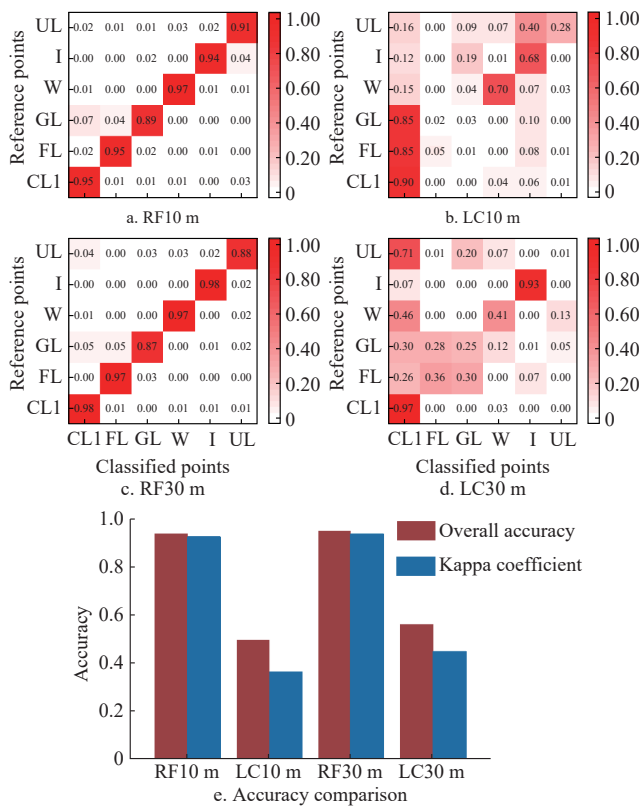 Reference points
UL 0.02 0.01 0.01 0.03 0.02 0.91
I 0.01 0.00 0.01 0.00 0.94 0.04
W 0.01 0.00 0.00 0.97 0.01 0.01
GL 0.07 0.04 0.89 0.00 0.00 0.00
FL 0.02 0.95 0.02 0.00 0.01 0.00
CL1 0.95 0.01 0.01 0.00 0.00 0.03
1.00
0.80
0.60
0.40
0.20
0
a. RF10 m
Reference points
UL 0.16 0.00 0.09 0.07 0.40 0.28
I 0.12 0.00 0.19 0.01 0.68 0.00
W 0.15 0.00 0.04 0.70 0.07 0.03
GL 0.85 0.02 0.03 0.00 0.10 0.00
FL 0.85 0.05 0.01 0.00 0.08 0.00
CL1 0.90 0.00 0.00 0.04 0.06 0.01
1.00
0.80
0.60
0.40
0.20
0
b. LC10 m
Reference points
UL 0.04 0.00 0.03 0.03 0.02 0.88
I 0.00 0.00 0.00 0.00 0.98 0.02
W 0.00 0.00 0.00 0.97 0.00 0.02
GL 0.05 0.05 0.87 0.01 0.00 0.02
FL 0.00 0.97 0.03 0.00 0.00 0.00
CL1 0.98 0.01 0.00 0.01 0.00 0.01
CL1 FL GL W I UL
1.00
0.80
0.60
0.40
0.20
0
Classified points
c. RF30 m
Reference points
UL 0.71 0.00 0.20 0.07 0.00 0.01
I 0.07 0.00 0.00 0.00 0.93 0.00
W 0.46 0.00 0.00 0.41 0.00 0.13
GL 0.30 0.28 0.25 0.12 0.01 0.05
FL 0.26 0.36 0.30 0.00 0.07 0.00
CL1 0.97 0.00 0.00 0.03 0.00 0.00
CL1 FL GL W I UL
1.00
0.80
0.60
0.40
0.20
0
Classified points
d. LC30 m
Accuracy
1.0
0.8
0.6
0.4
0.2
0
Overall accuracy
Kappa coefficient
RF10 m LC10 m RF30 m LC30 m
e. Accuracy comparison